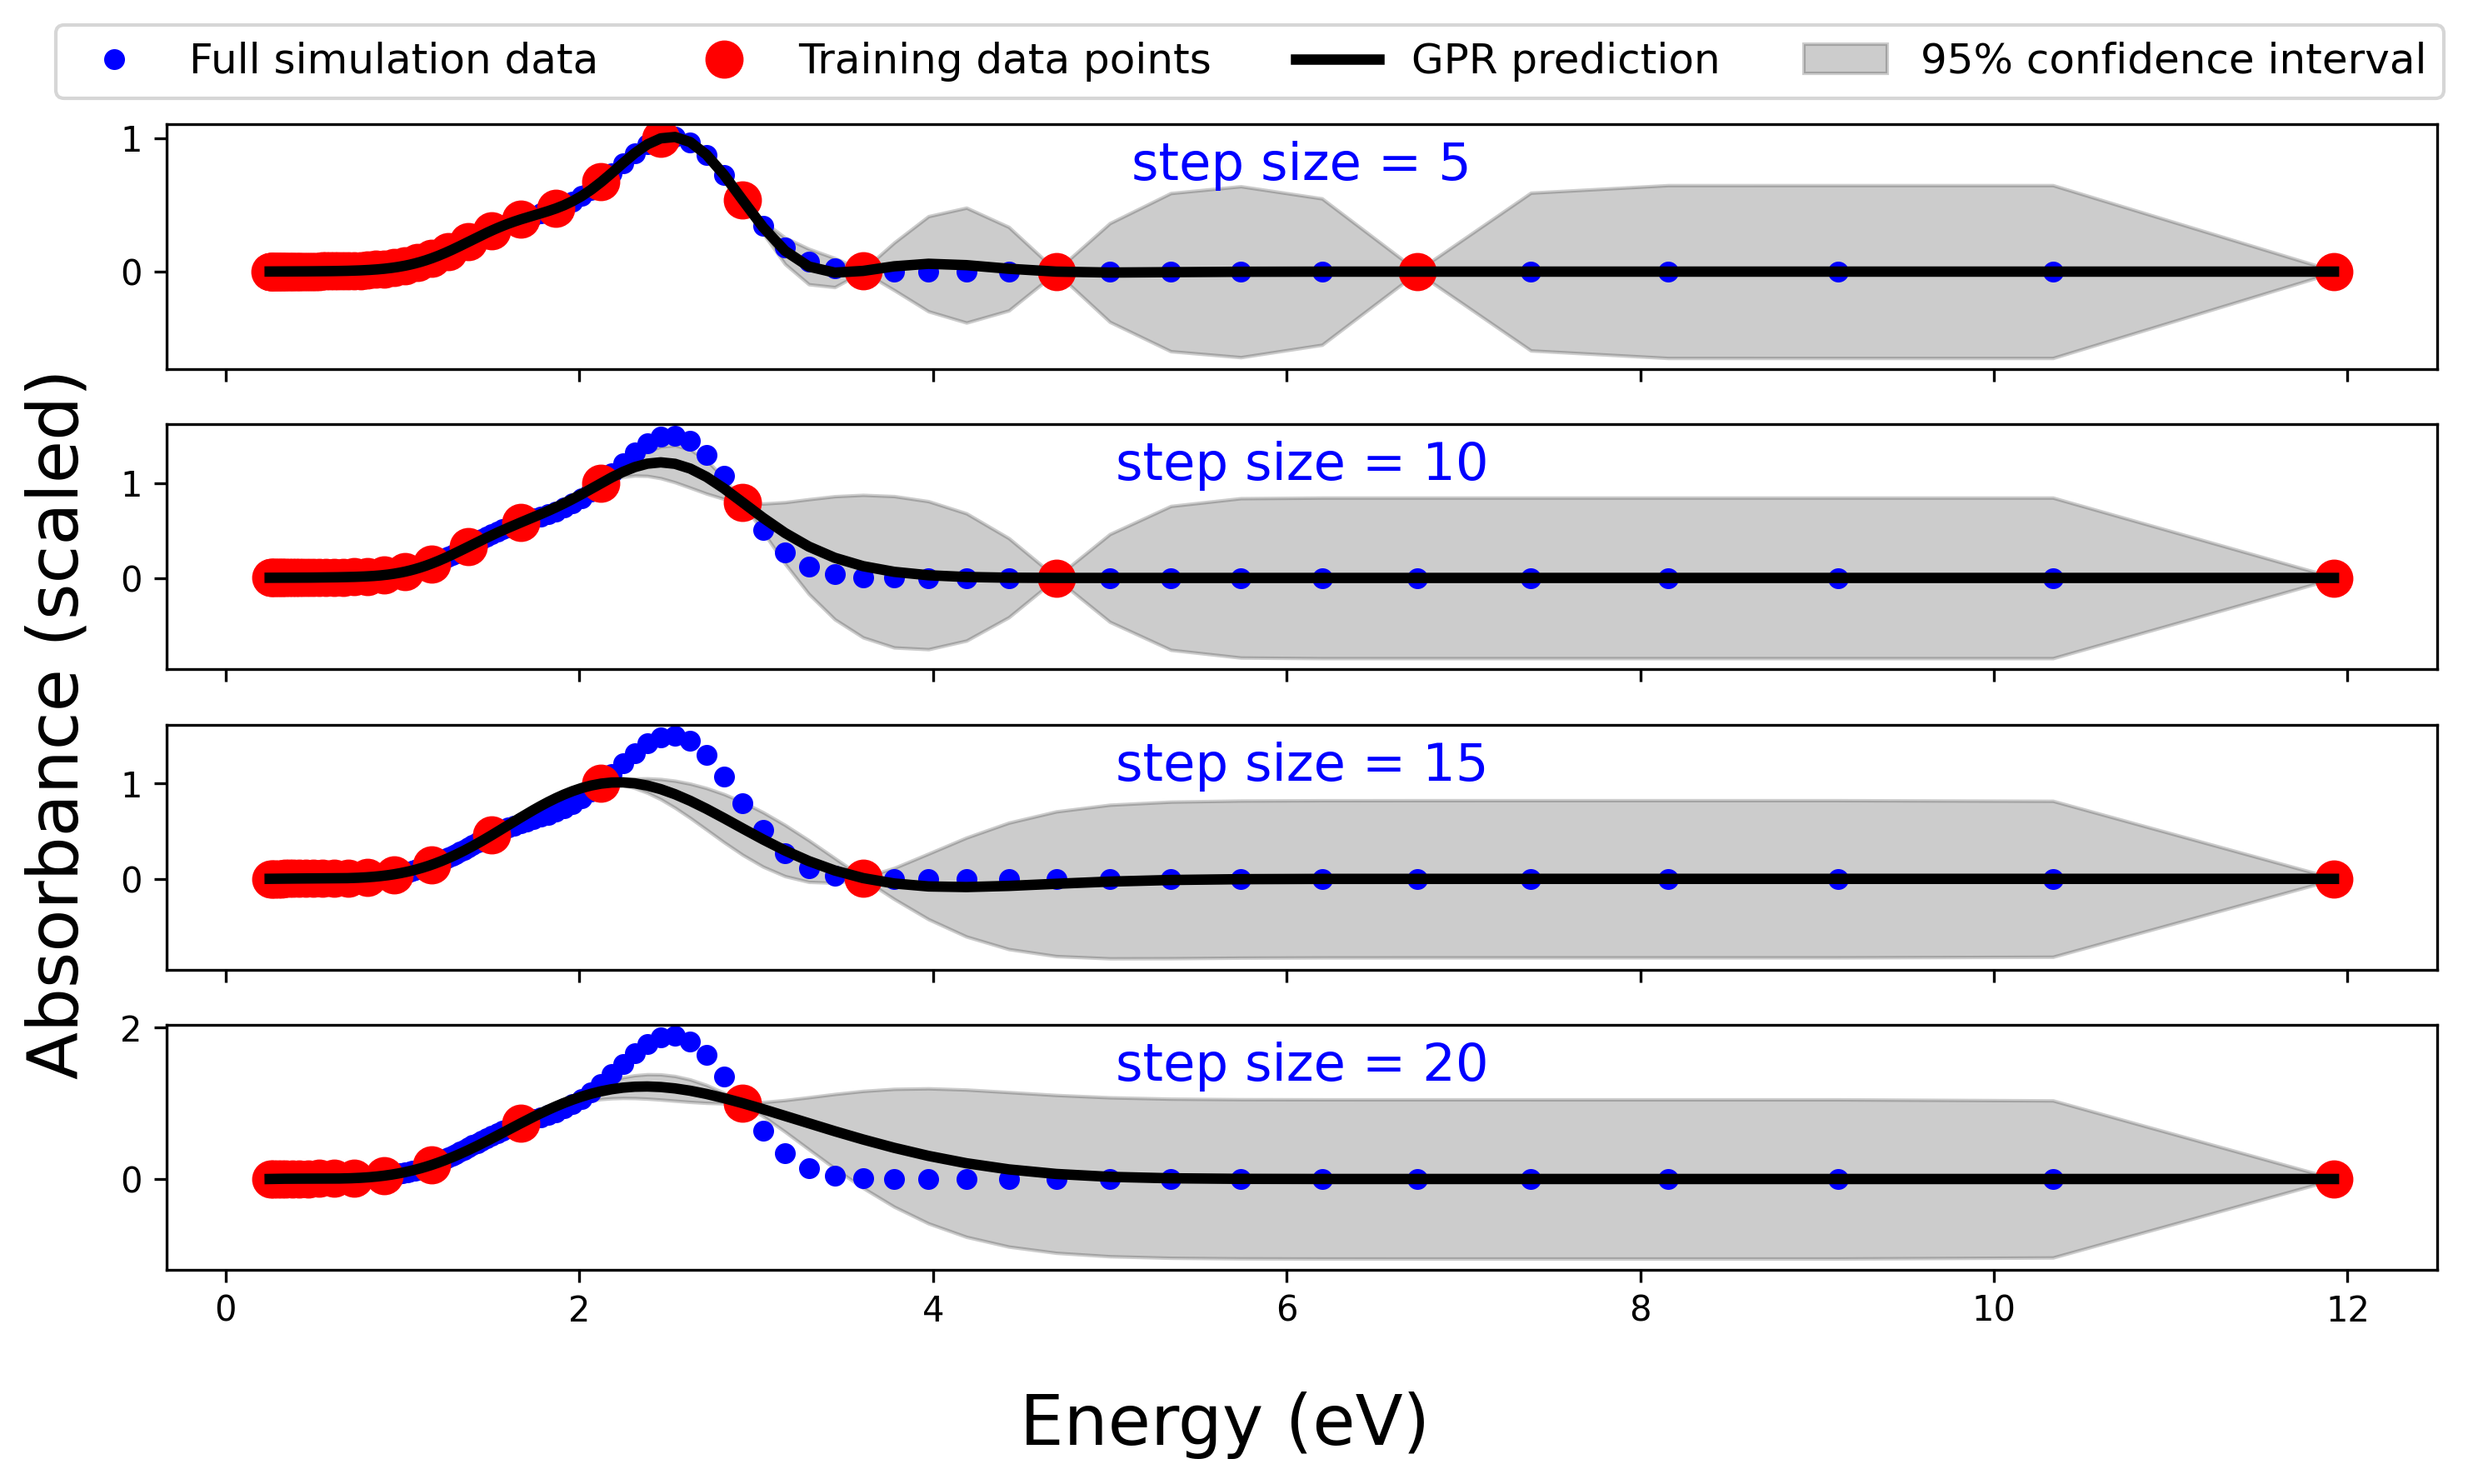 Full simulation data
Training data points
GPR prediction
95% confidence interval
Absorbance (scaled)
1
0
step size = 5
1
0
step size = 10
1
0
step size = 15
2
0
step size = 20
0 2 4 6 8 10 12
Energy (eV)